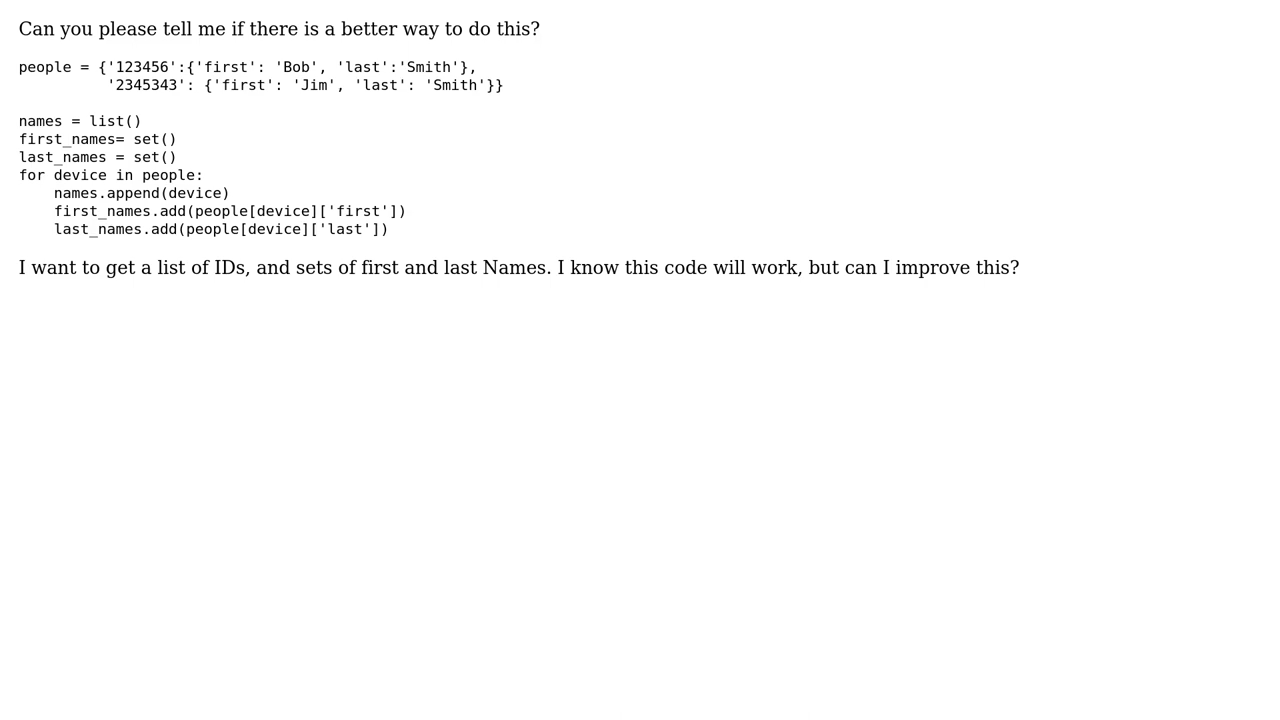 Can you please tell me if there is a better way to do this?
people = {'123456':{'first': 'Bob', 'last':'Smith'},
          '2345343': {'first': 'Jim', 'last': 'Smith'}}
names = list()
first_names= set()
last_names = set()
for device in people:
    names.append(device)
    first_names.add(people[device]['first'])
    last_names.add(people[device]['last'])
I want to get a list of IDs, and sets of first and last Names. I know this code will work, but can I improve this?